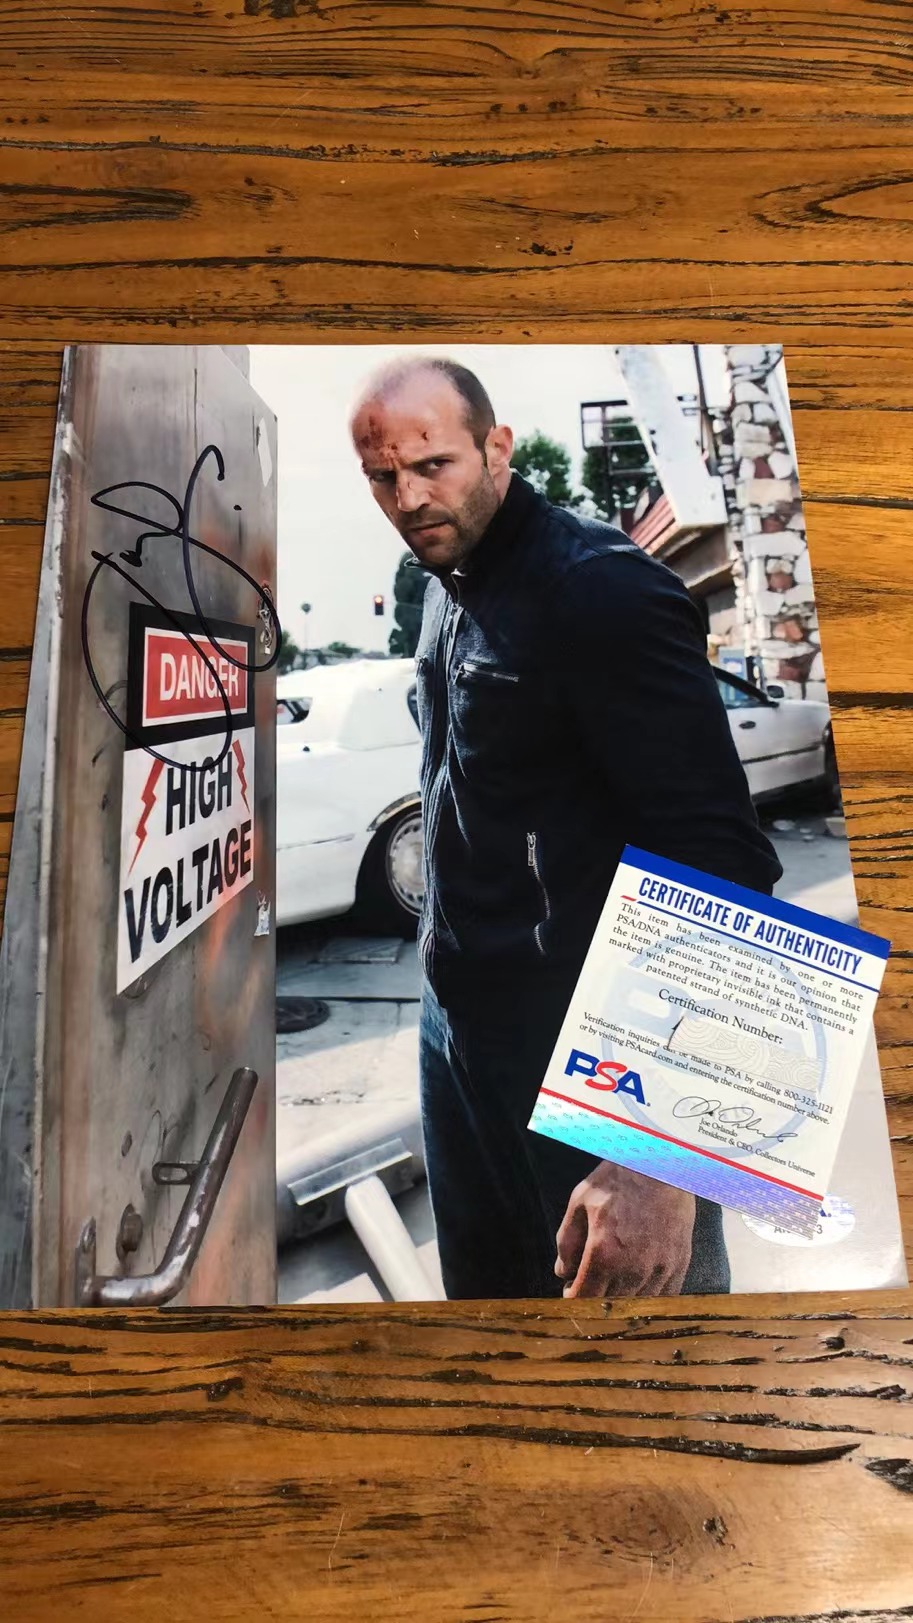 DANGER
HIGH
VOLTAGE
CERTIFICATE OF AUTHENTICITY
This item has been examined by one or more
PSA/DNA authenticators and it is our opinion that
the item is genuine. The item has been permanently
marked with proprietary invisible ink that contains a
patented strand of synthetic DNA.
Certification Number:
Verification inquiries can be made to PSA by calling 800-325-1121
or by visiting PSAcard.com and entering the certification number above.
PSA
Joe Orlando
President & CEO, Collectors Universe